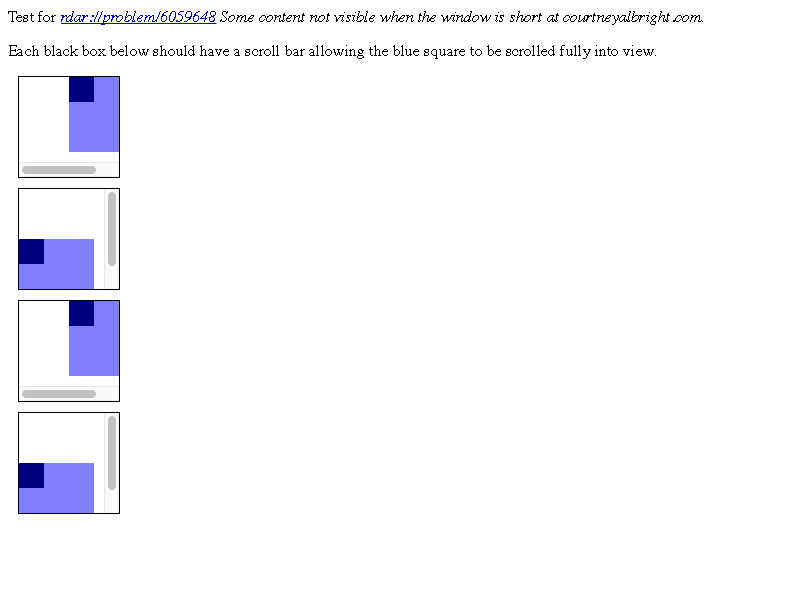 Test for rdar://problem/6059648 Some content not visible when the window is short at courtneyalbright.com.
Each black box below should have a scroll bar allowing the blue square to be scrolled fully into view.